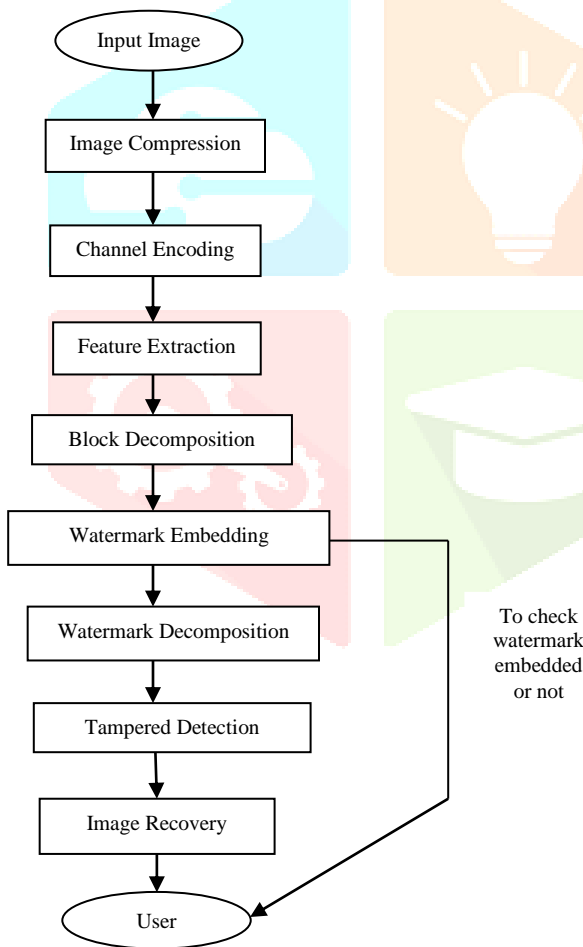 Input Image
Image Compression
Channel Encoding
Feature Extraction
Block Decomposition
Watermark Embedding
Watermark Decomposition
Tampered Detection
Image Recovery
User
To check
watermark
embedded
or not